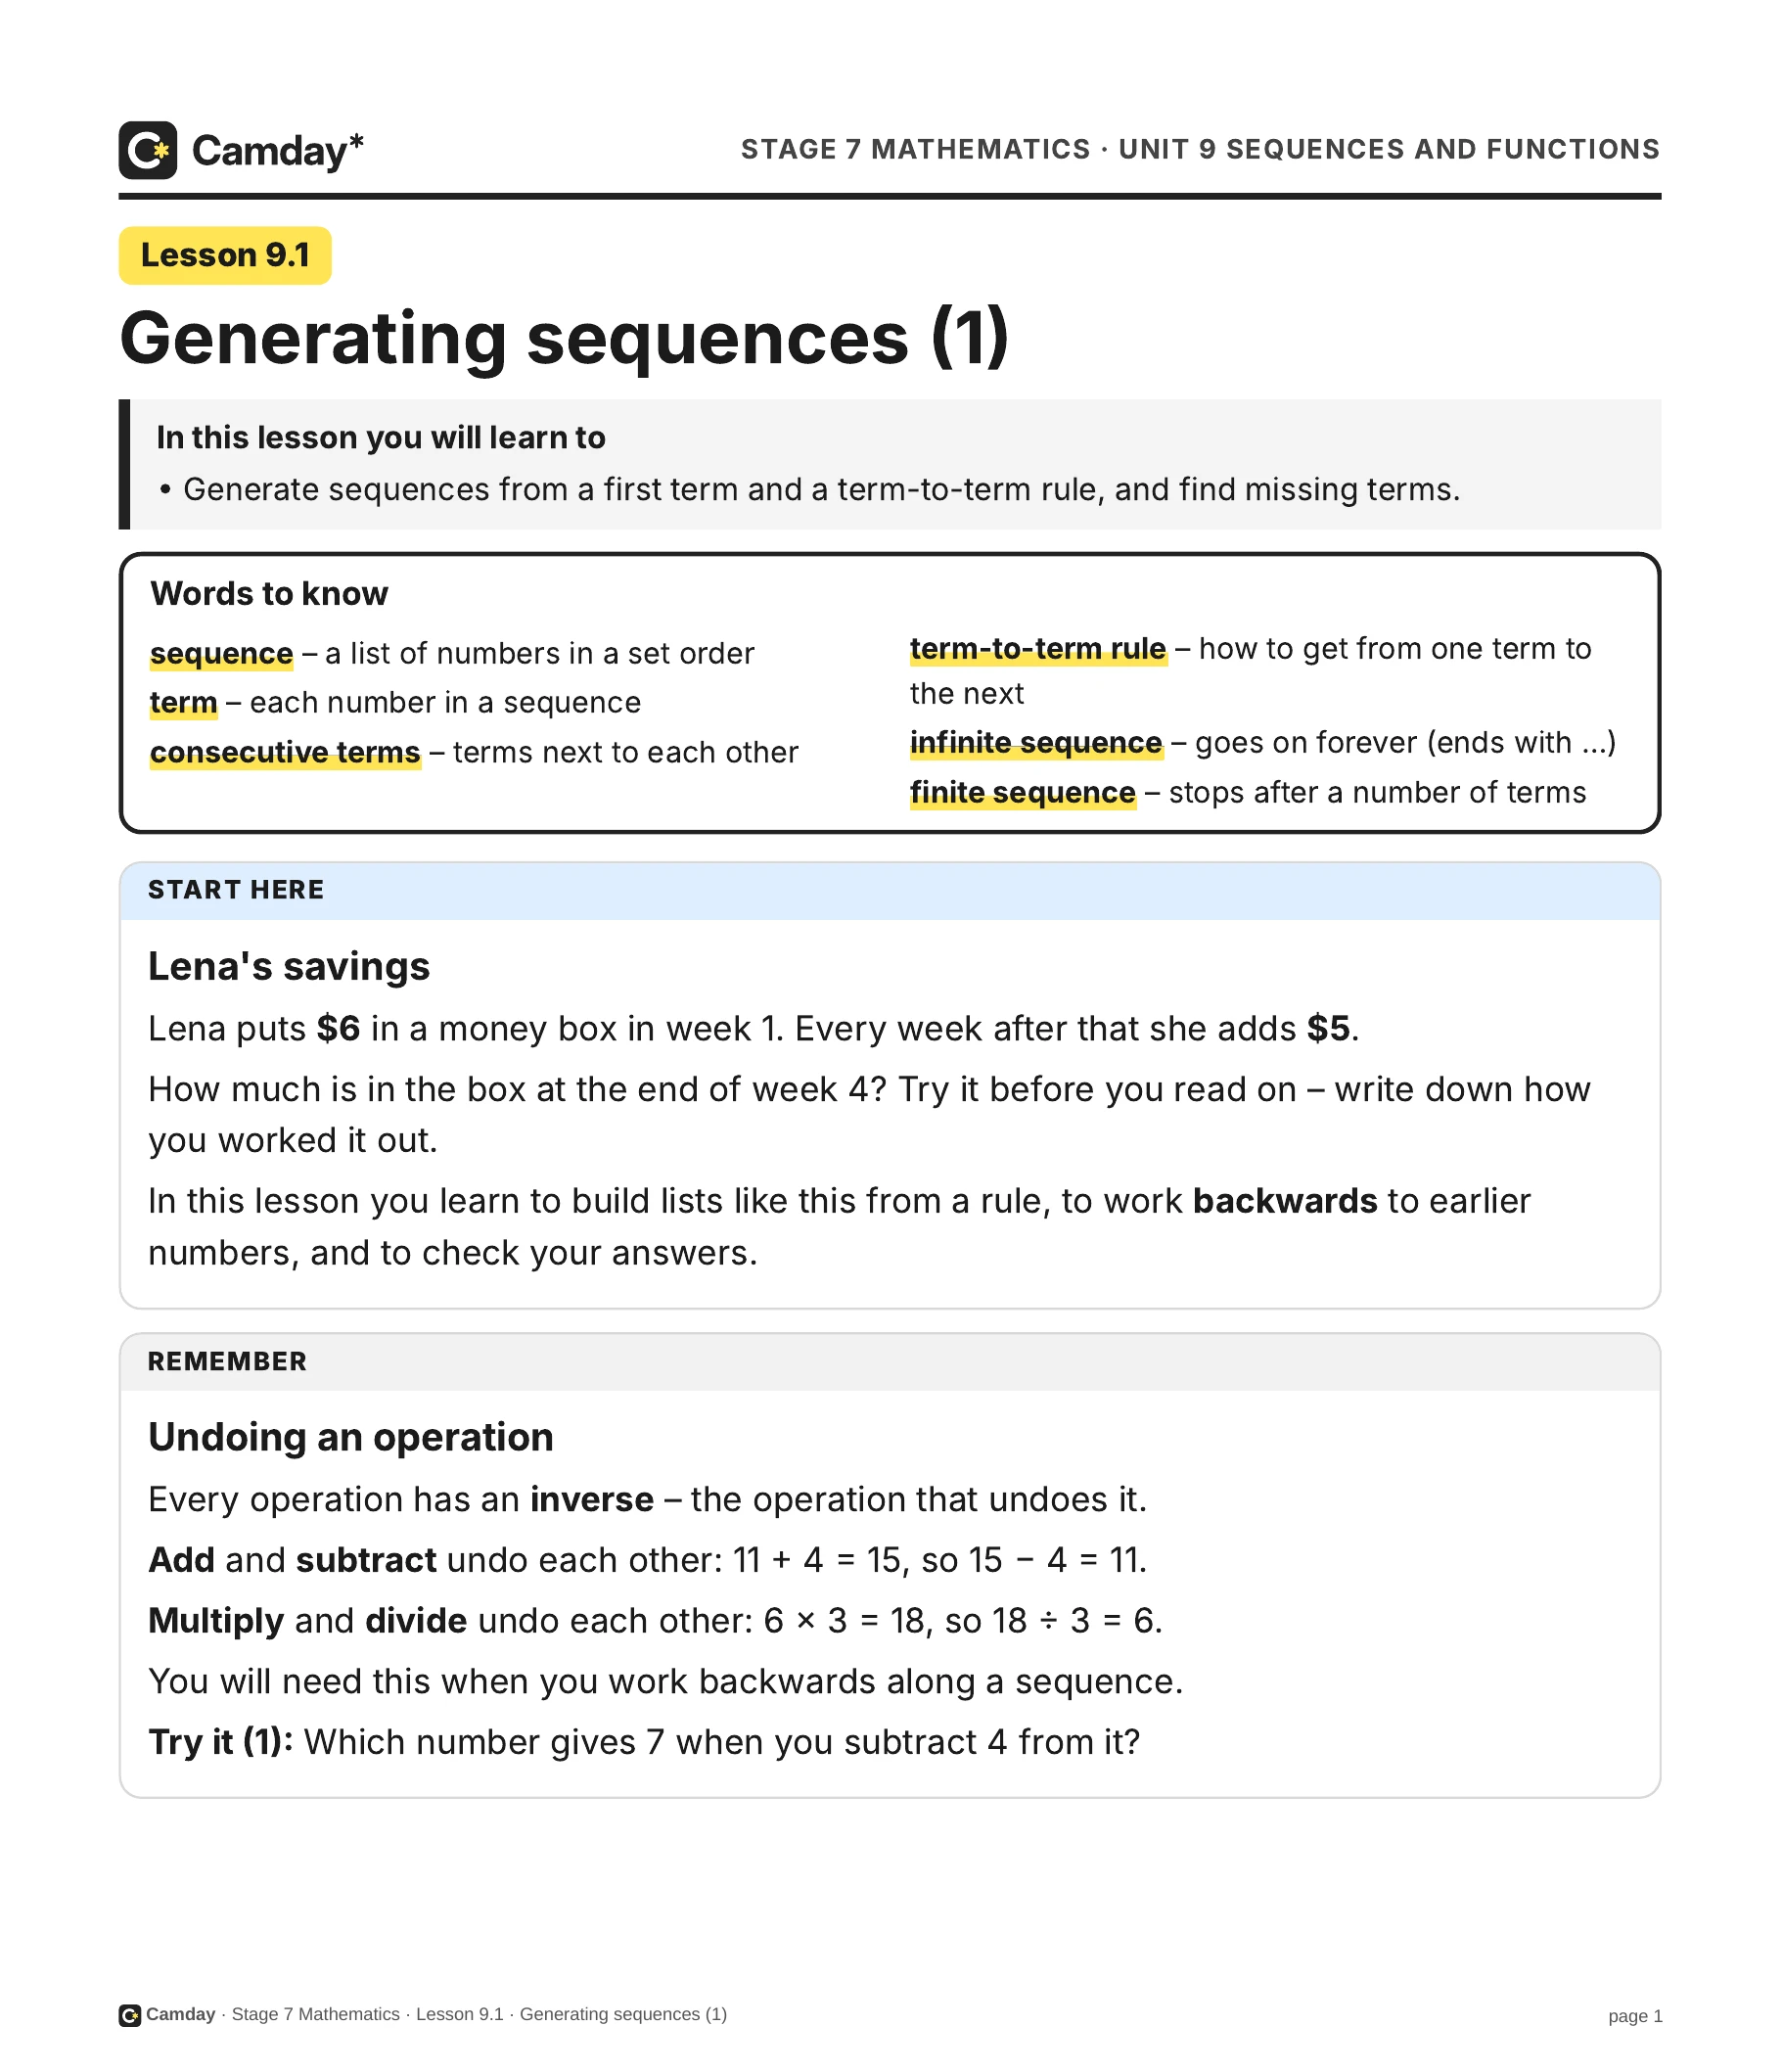 Camday*
STAGE 7 MATHEMATICS · UNIT 9 SEQUENCES AND FUNCTIONS
Lesson 9.1
Generating sequences (1)
In this lesson you will learn to
• Generate sequences from a first term and a term-to-term rule, and find missing terms.
Words to know
sequence – a list of numbers in a set order
term – each number in a sequence
consecutive terms – terms next to each other
term-to-term rule – how to get from one term to
the next
infinite sequence – goes on forever (ends with ...)
finite sequence – stops after a number of terms
START HERE
Lena's savings
Lena puts $6 in a money box in week 1. Every week after that she adds $5.
How much is in the box at the end of week 4? Try it before you read on – write down how
you worked it out.
In this lesson you learn to build lists like this from a rule, to work backwards to earlier
numbers, and to check your answers.
REMEMBER
Undoing an operation
Every operation has an inverse – the operation that undoes it.
Add and subtract undo each other: 11 + 4 = 15, so 15 − 4 = 11.
Multiply and divide undo each other: 6 × 3 = 18, so 18 ÷ 3 = 6.
You will need this when you work backwards along a sequence.
Try it (1): Which number gives 7 when you subtract 4 from it?
Camday · Stage 7 Mathematics · Lesson 9.1 · Generating sequences (1)
page 1